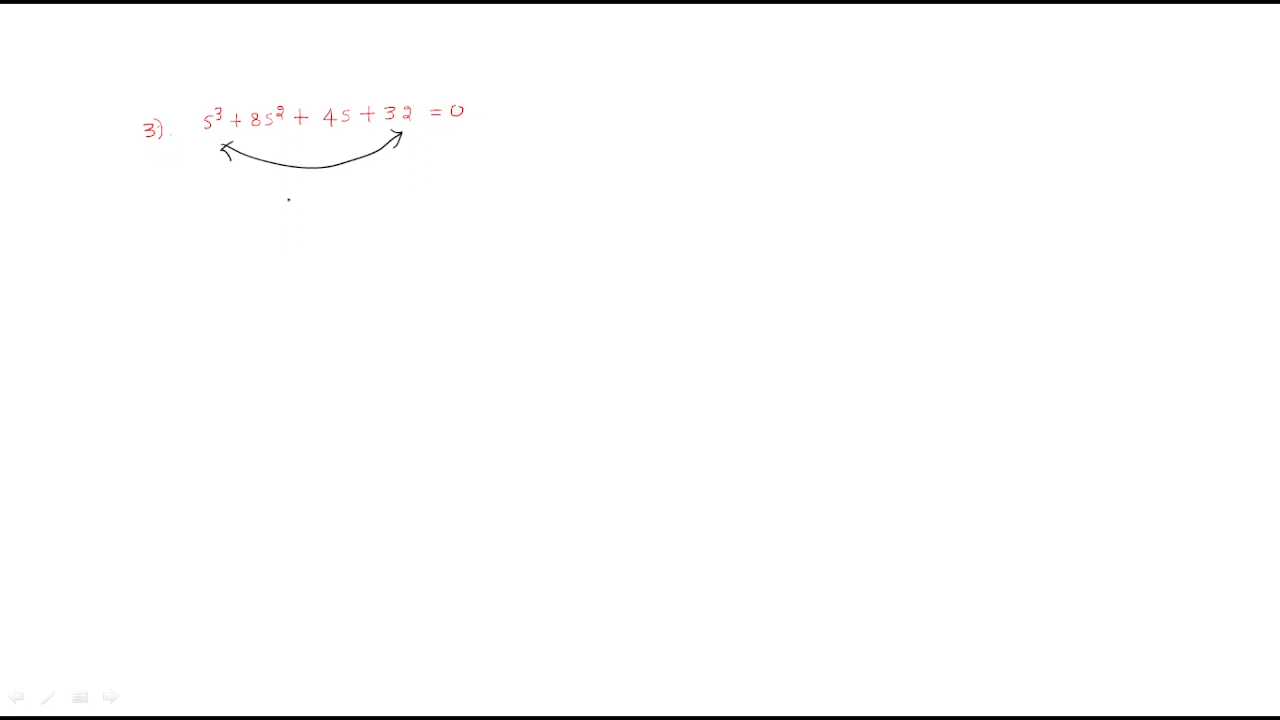 3). s³ + 8s² + 4s + 32 = 0